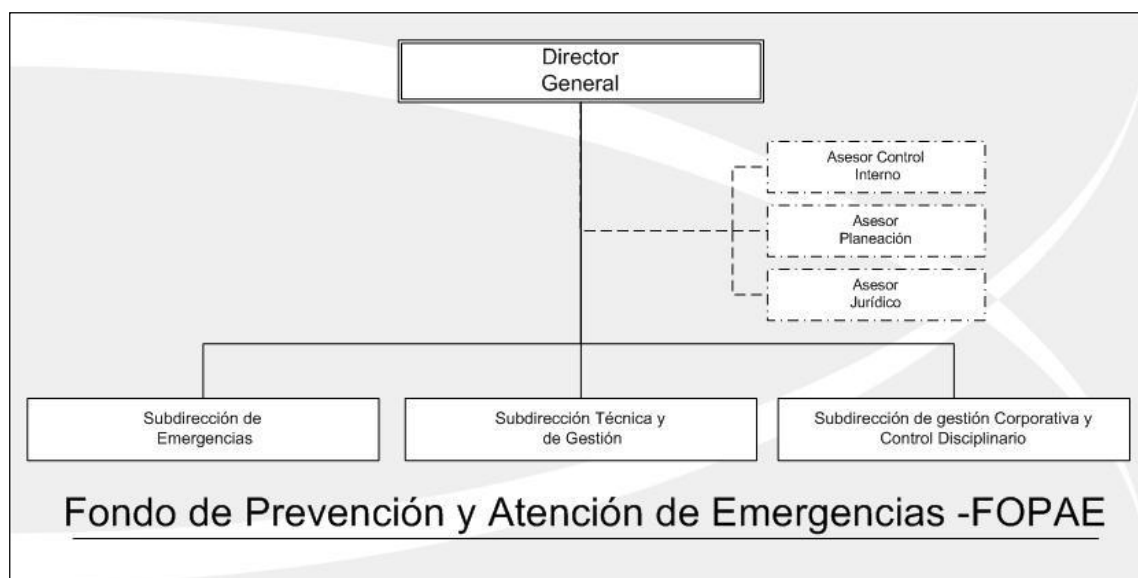 Director
General
Asesor Control
Interno
Asesor
Planeación
Asesor
Jurídico
Subdirección de
Emergencias
Subdirección Técnica y
de Gestión
Subdirección de gestión Corporativa y
Control Disciplinario
Fondo de Prevención y Atención de Emergencias -FOPAE